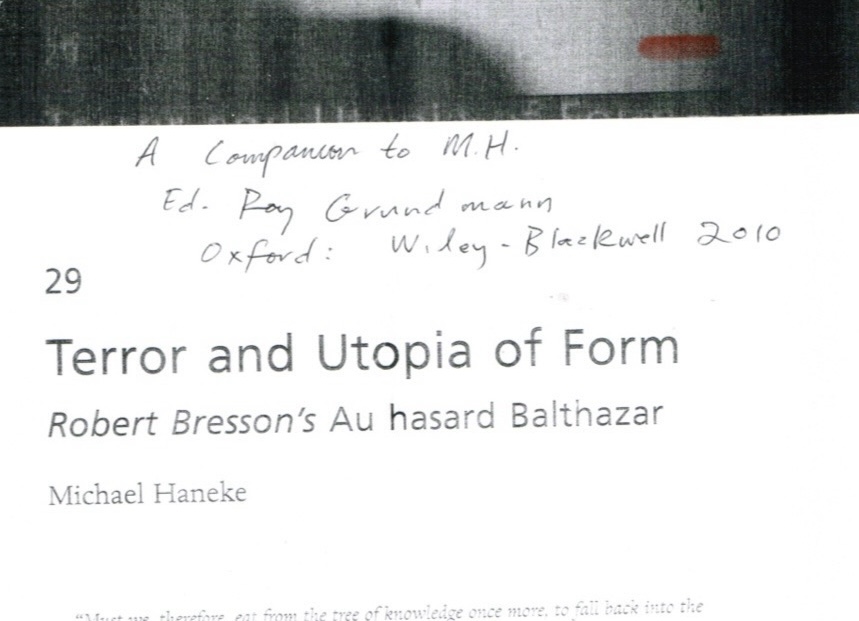 A Companion to M.H.
Ed. Roy Grundmann
Oxford: Wiley-Blackwell 2010
29
Terror and Utopia of Form
Robert Bresson's Au hasard Balthazar
Michael Haneke
“Must we, therefore, eat from the tree of knowledge once more, to fall back into the